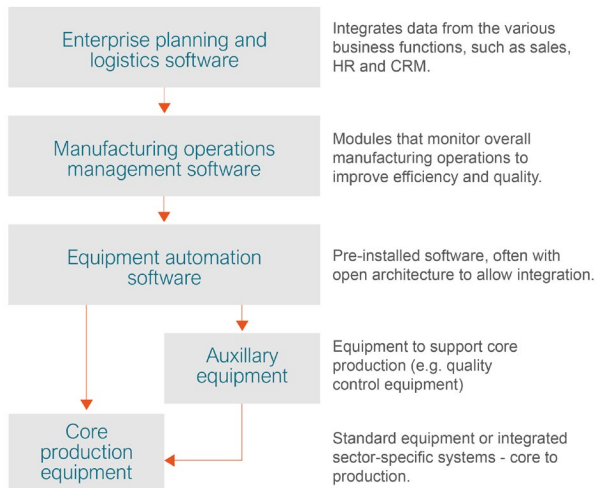 Enterprise planning and
logistics software
Integrates data from the various
business functions, such as sales,
HR and CRM.
Manufacturing operations
management software
Modules that monitor overall
manufacturing operations to
improve efficiency and quality.
Equipment automation
software
Pre-installed software, often with
open architecture to allow integration.
Auxillary
equipment
Equipment to support core
production (e.g. quality
control equipment)
Core
production
equipment
Standard equipment or integrated
sector-specific systems - core to
production.